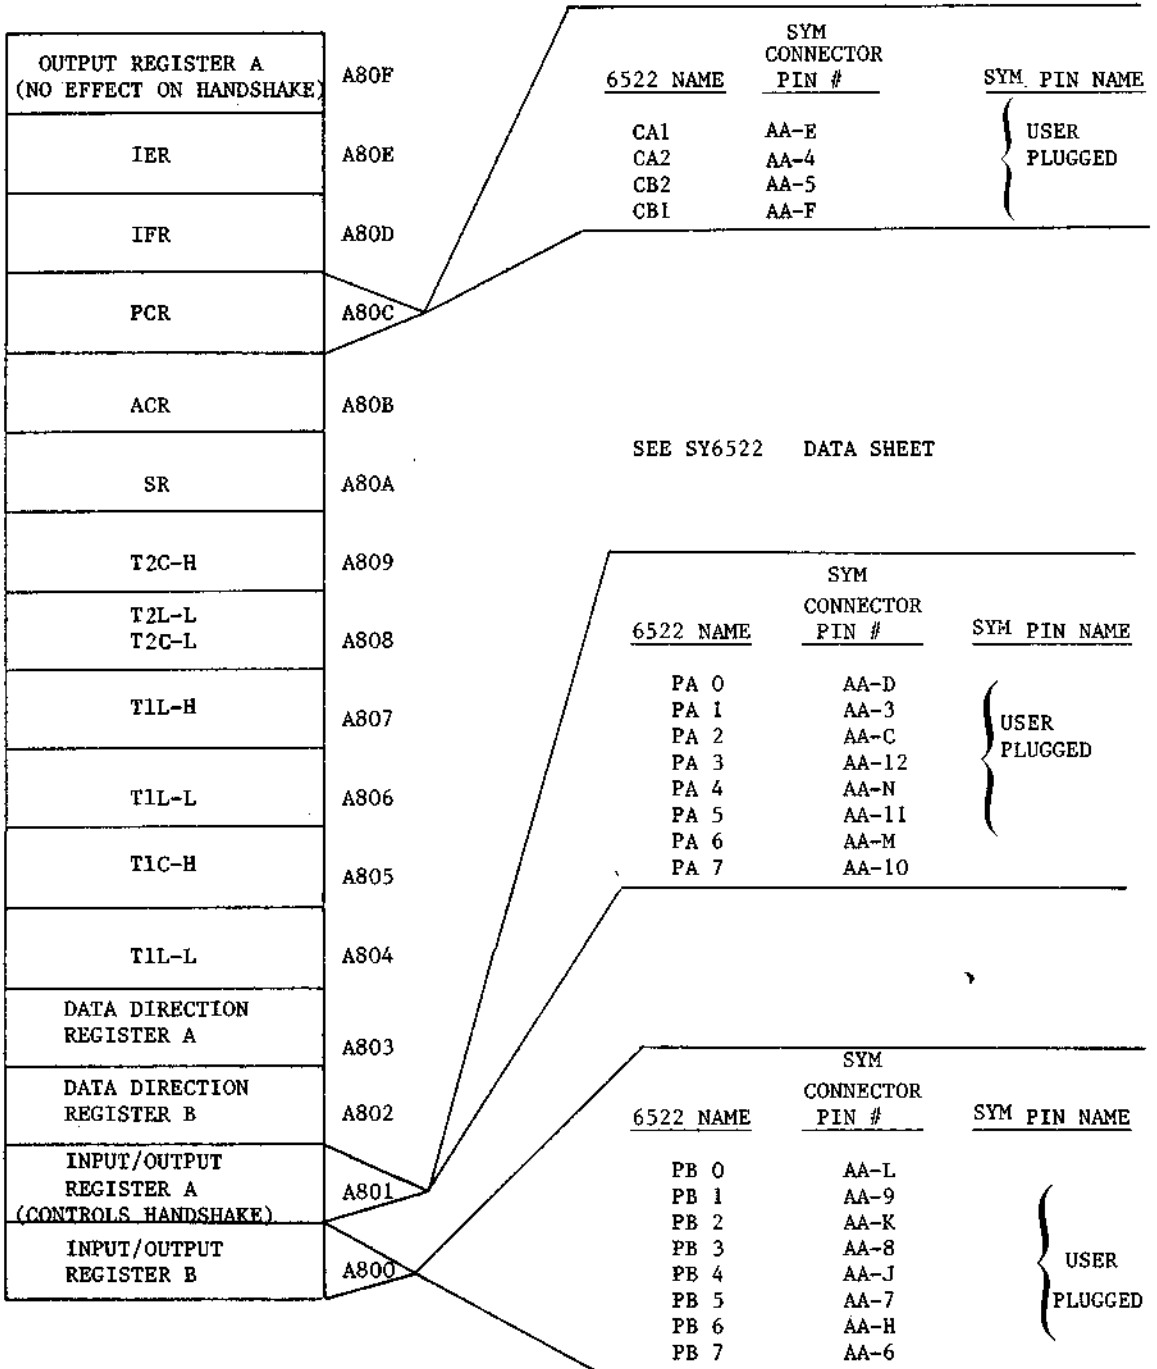 OUTPUT REGISTER A
(NO EFFECT ON HANDSHAKE)
A80F
IER
A80E
IFR
A80D
PCR
A80C
ACR
A80B
SR
A80A
T2C-H
A809
T2L-L
T2C-L
A808
T1L-H
A807
T1L-L
A806
T1C-H
A805
T1L-L
A804
DATA DIRECTION
REGISTER A
A803
DATA DIRECTION
REGISTER B
A802
INPUT/OUTPUT
REGISTER A
(CONTROLS HANDSHAKE)
A801
INPUT/OUTPUT
REGISTER B
A800
SYM
CONNECTOR
6522 NAME PIN # SYM PIN NAME
CA1 AA-E
CA2 AA-4
CB2 AA-5
CB1 AA-F
USER
PLUGGED
SEE SY6522 DATA SHEET
SYM
CONNECTOR
6522 NAME PIN # SYM PIN NAME
PA 0 AA-D
PA 1 AA-3
PA 2 AA-C
PA 3 AA-12
PA 4 AA-N
PA 5 AA-11
PA 6 AA-M
PA 7 AA-10
USER
PLUGGED
SYM
CONNECTOR
6522 NAME PIN # SYM PIN NAME
PB 0 AA-L
PB 1 AA-9
PB 2 AA-K
PB 3 AA-8
PB 4 AA-J
PB 5 AA-7
PB 6 AA-H
PB 7 AA-6
USER
PLUGGED